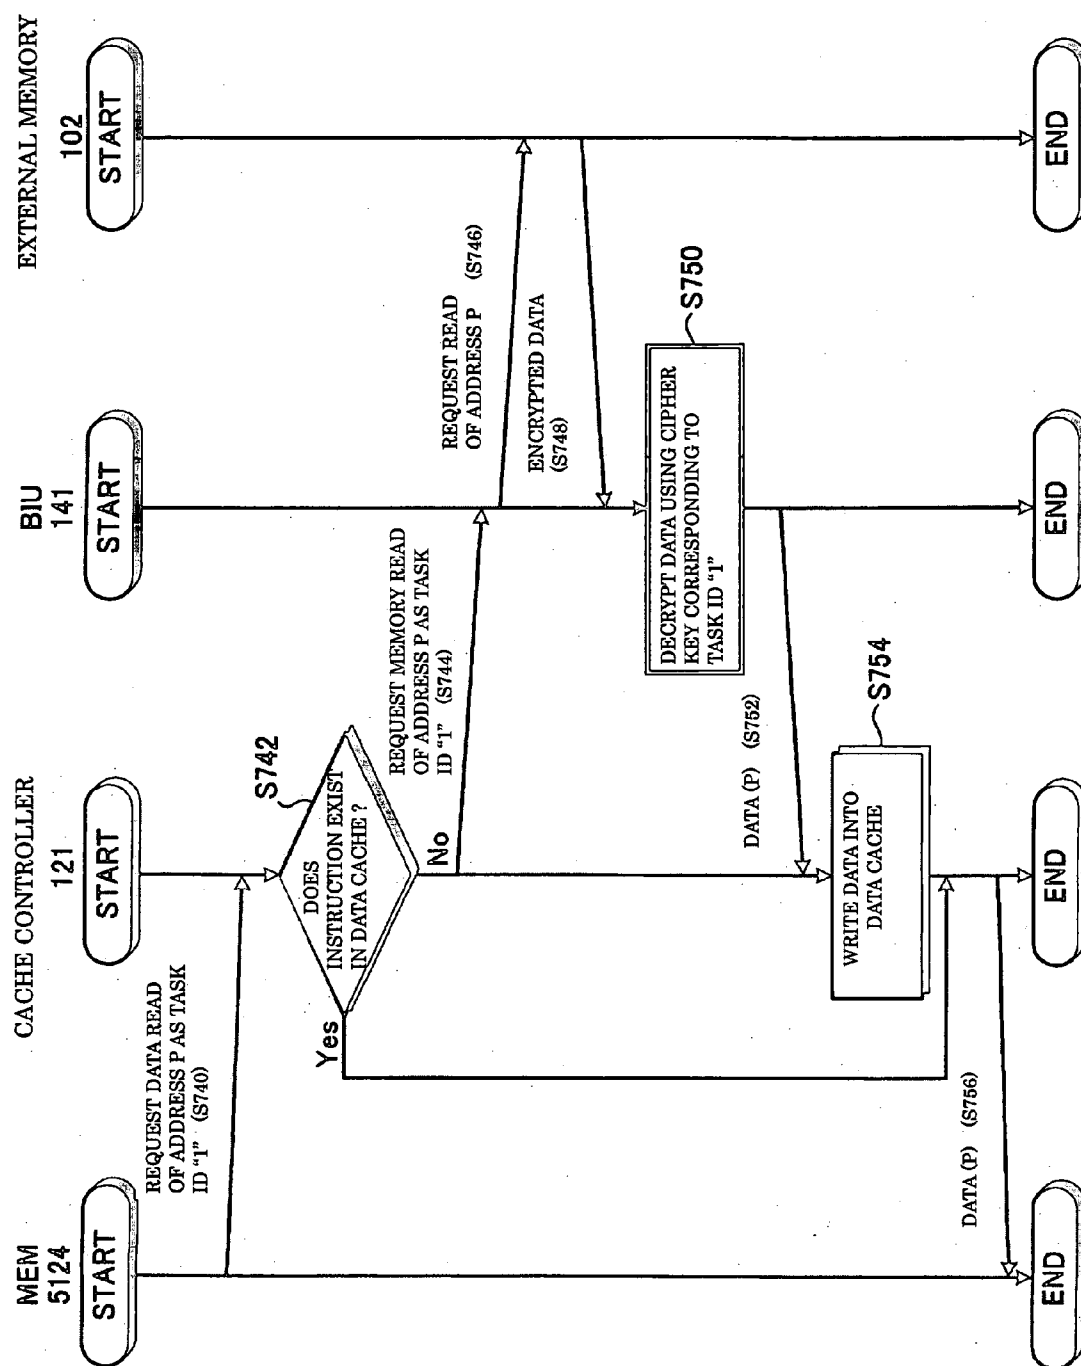 MEM
5124
START
CACHE CONTROLLER
121
START
BIU
141
START
EXTERNAL MEMORY
102
START
REQUEST DATA READ
OF ADDRESS P AS TASK
ID "1" (S740)
S742
DOES
INSTRUCTION EXIST
IN DATA CACHE ?
Yes
No
REQUEST MEMORY READ
OF ADDRESS P AS TASK
ID "1" (S744)
REQUEST READ
OF ADDRESS P (S746)
ENCRYPTED DATA
(S748)
S750
DECRYPT DATA USING CIPHER
KEY CORRESPONDING TO
TASK ID "1"
DATA (P) (S752)
S754
WRITE DATA INTO
DATA CACHE
DATA (P) (S756)
END
END
END
END